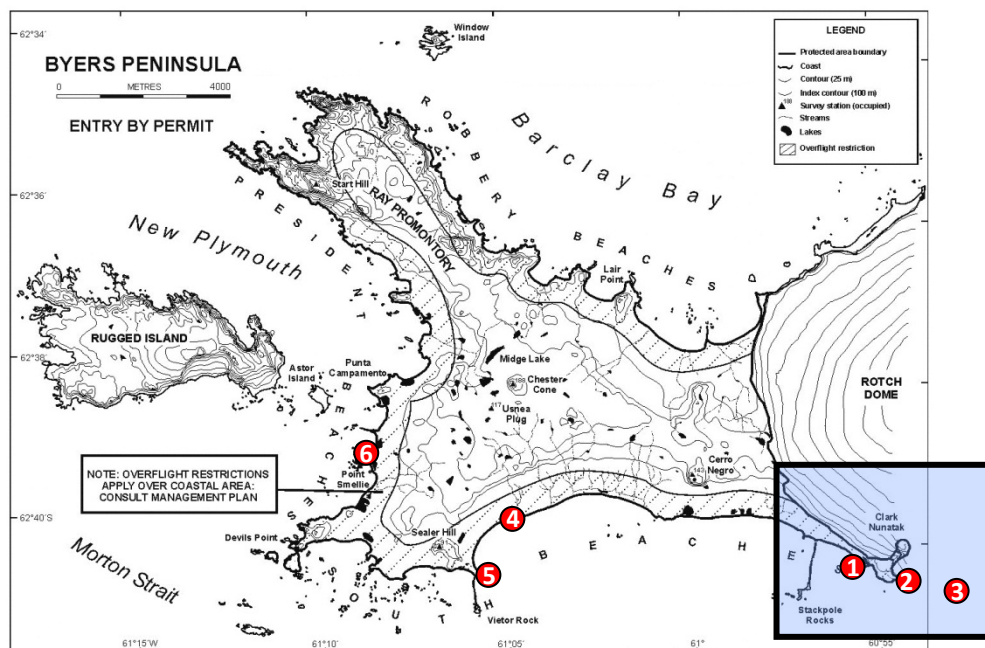 BYERS PENINSULA
0 METRES 4000
ENTRY BY PERMIT
LEGEND
Protected area boundary
Coast
Contour (25 m)
Index contour (100 m)
188 Survey station (occupied)
Streams
Lakes
Overflight restriction
62°34'
62°36'
62°38'
62°40'S
Window
Island
Barclay Bay
ROBBERY
BEACHES
Start Hill
RAY PROMONTORY
PRESIDENT
BEACHES
New Plymouth
Lair
Point
RUGGED ISLAND
Astor
Island
Punta
Campamento
Midge Lake
188 Chester
Cone
117 Usnea
Plug
ROTCH
DOME
Cerro
Negro
143
6
NOTE: OVERFLIGHT RESTRICTIONS
APPLY OVER COASTAL AREA:
CONSULT MANAGEMENT PLAN
Point
Smellie
4
Clark
Nunatak
Sealer Hill
Devils Point
5
1
2
3
SOUTH BEACHES
Morton Strait
Vietor Rock
Stackpole
Rocks
61°15'W
61°10'
61°05'
61°
60°55'